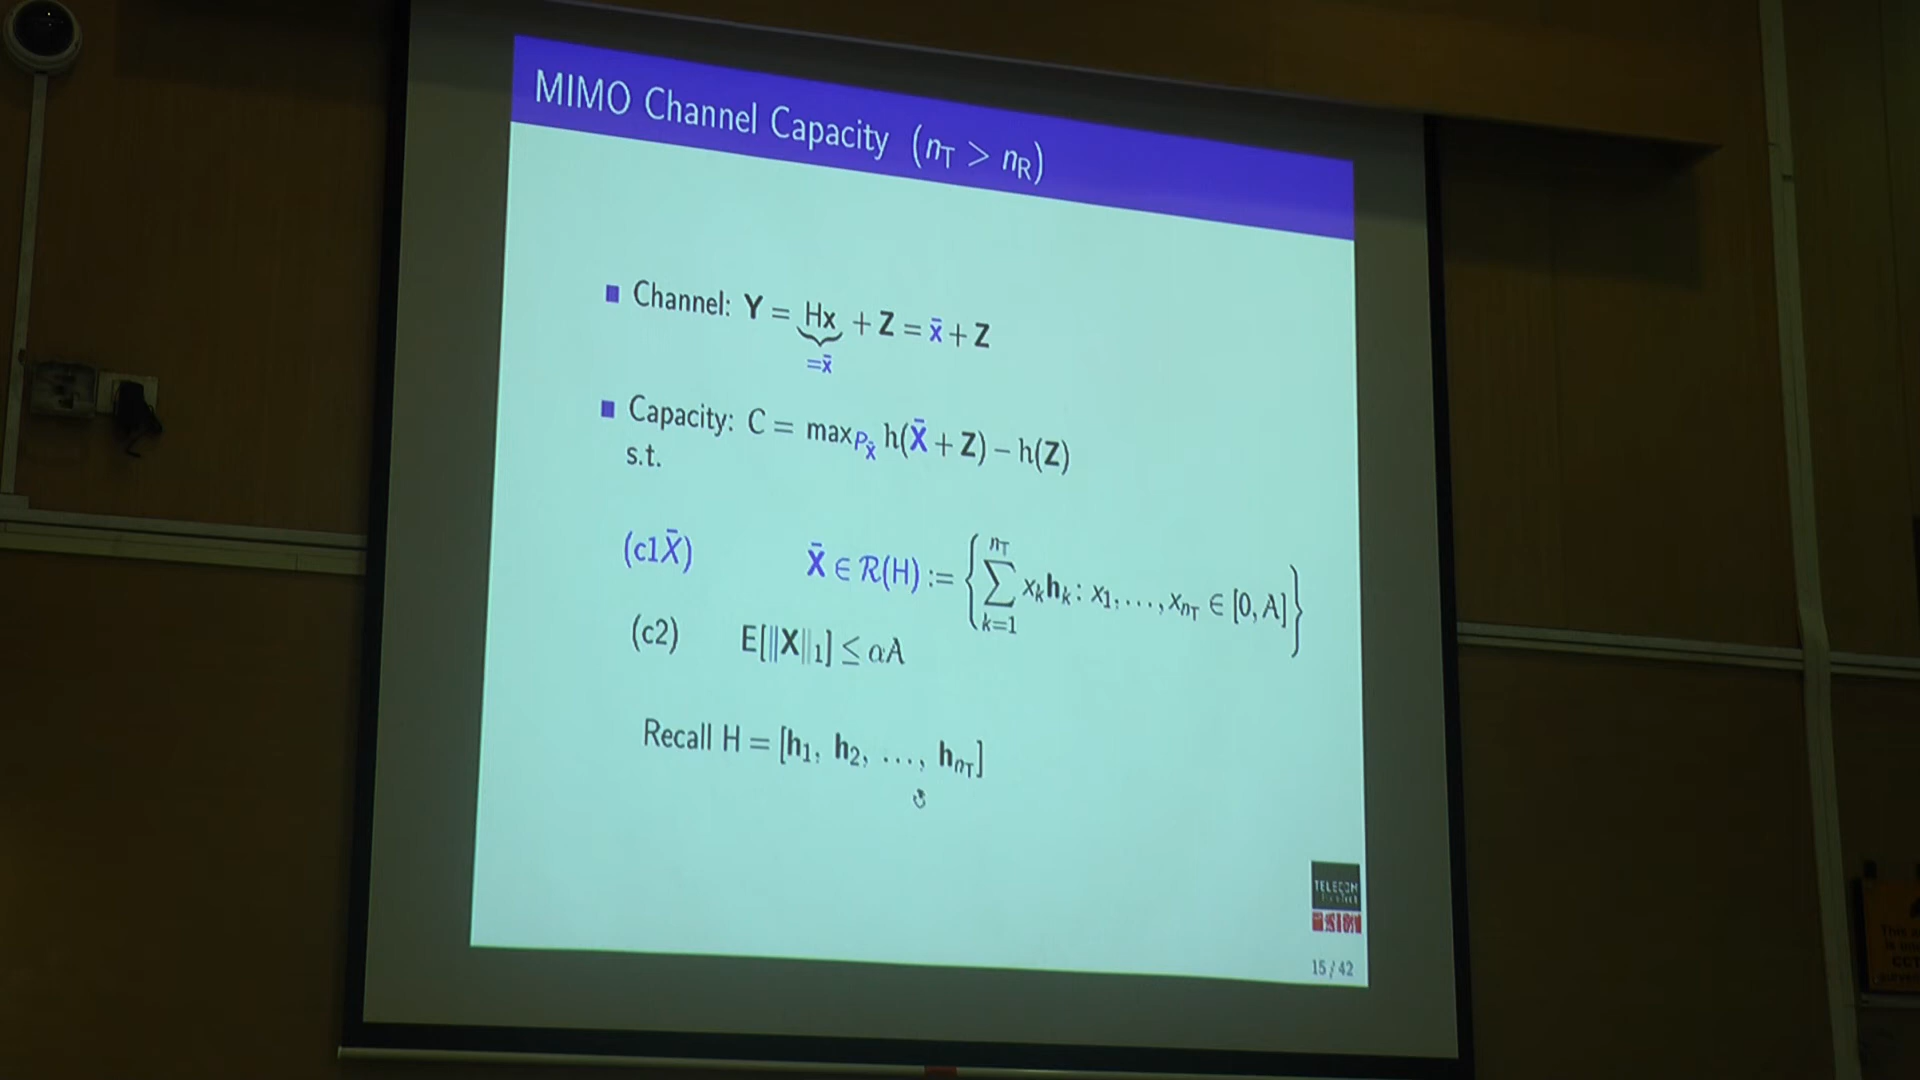 MIMO Channel Capacity (n_T > n_R)
Channel: Y = Hx + Z = x̄ + Z
=x̄
Capacity: C = max_{P_X̄} h(X̄ + Z) − h(Z)
s.t.
(c1X̄) X̄ ∈ R(H) := { ∑_{k=1}^{n_T} x_k h_k : x_1, …, x_{n_T} ∈ [0, A] }
(c2) E[‖X‖_1] ≤ αA
Recall H = [h_1, h_2, …, h_{n_T}]
TELECOM
15 / 42